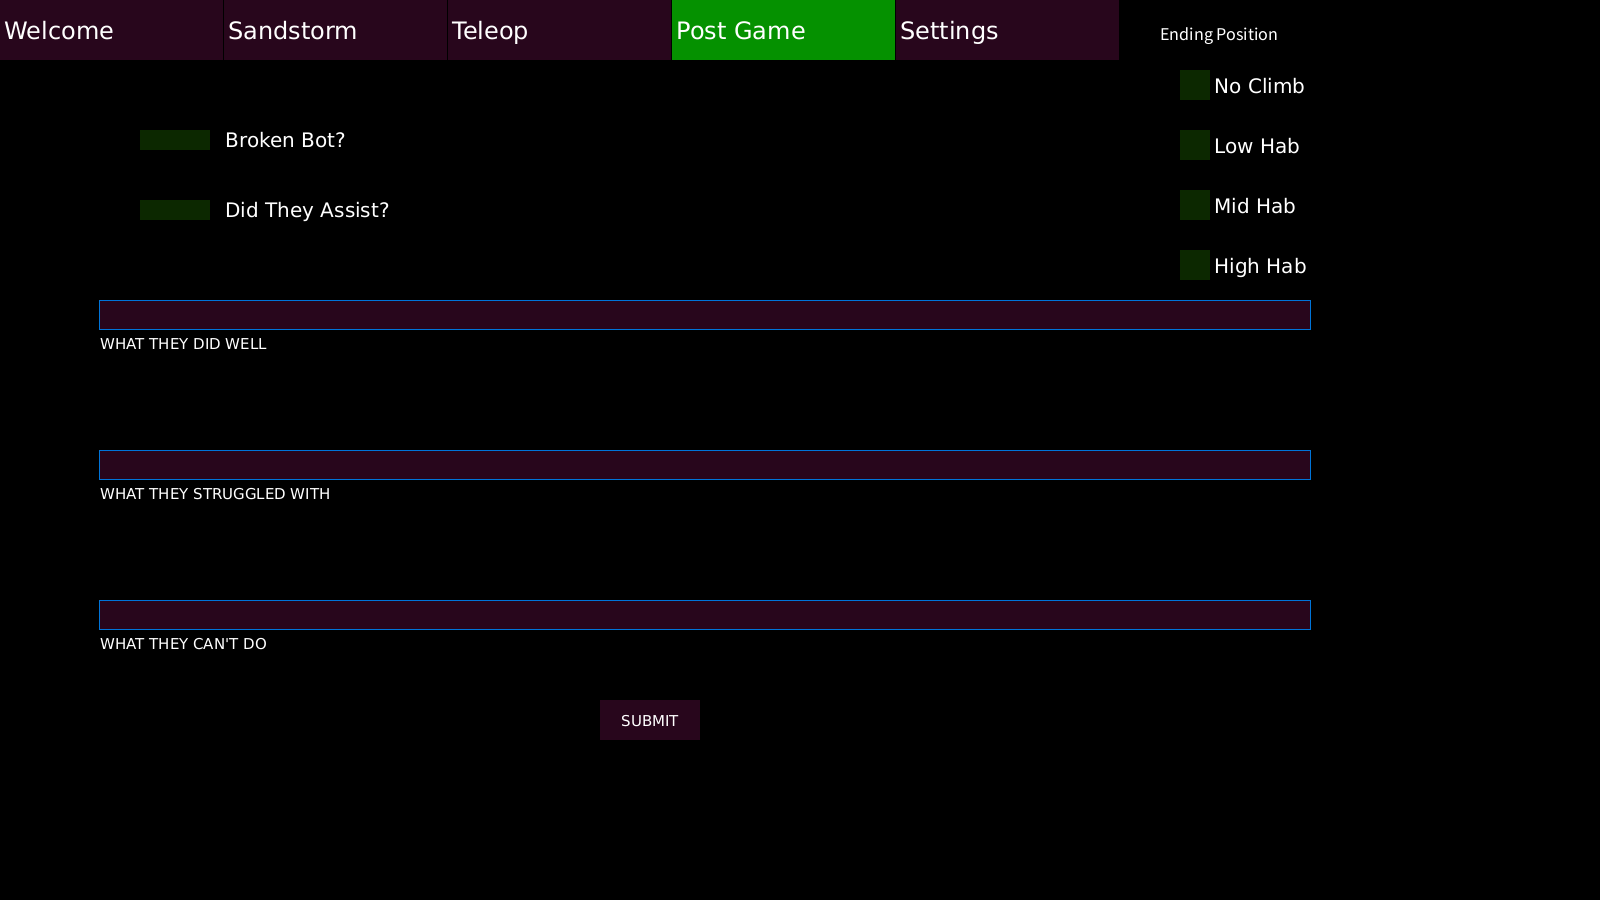 Welcome Sandstorm Teleop Post Game Settings
Ending Position
No Climb
Low Hab
Mid Hab
High Hab
Broken Bot?
Did They Assist?
WHAT THEY DID WELL
WHAT THEY STRUGGLED WITH
WHAT THEY CAN'T DO
SUBMIT